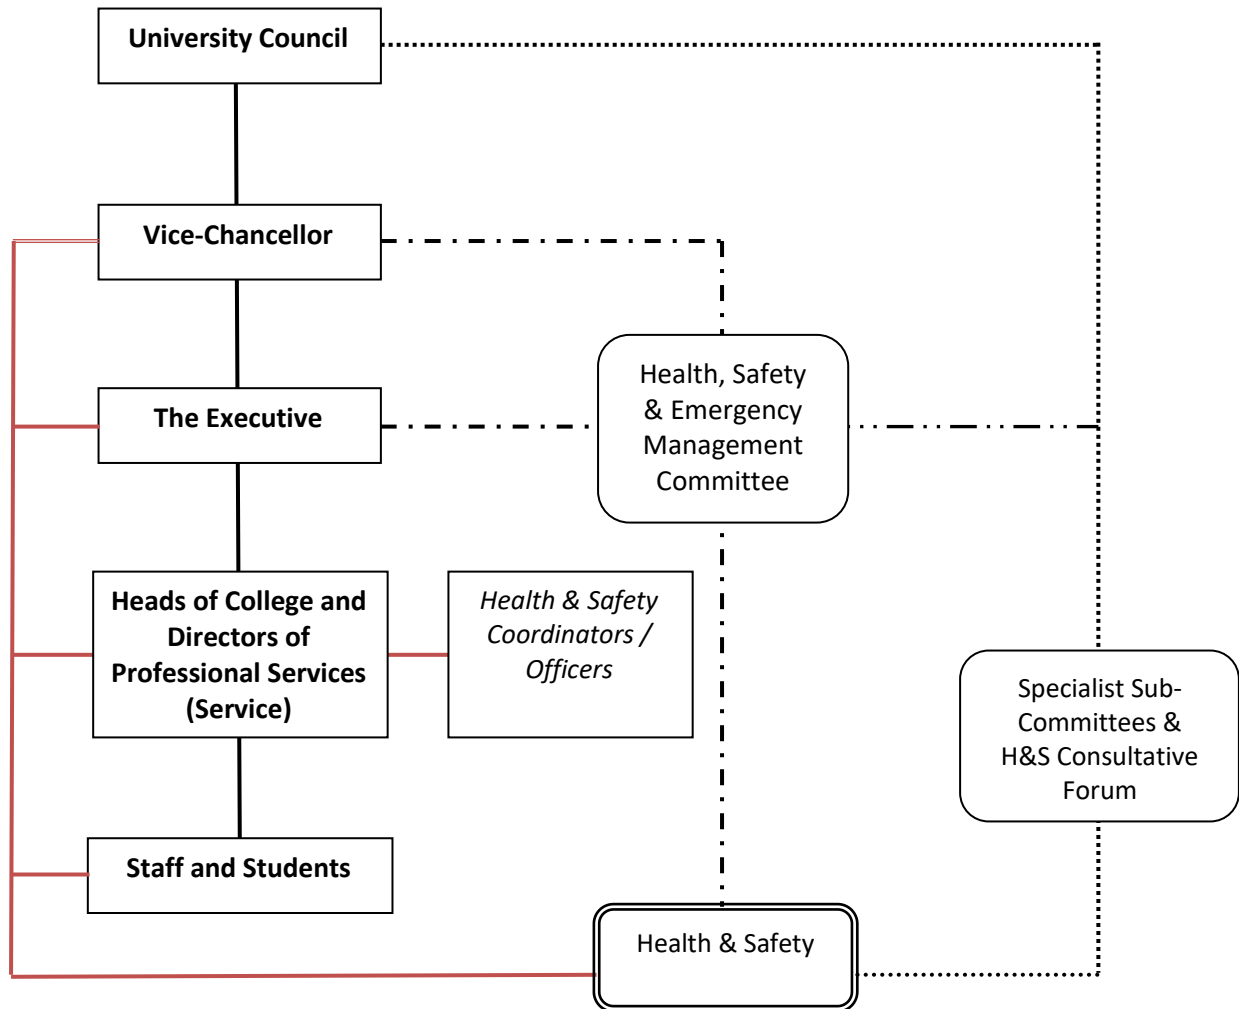 University Council
Vice-Chancellor
Health, Safety
& Emergency
Management
Committee
The Executive
Heads of College and
Directors of
Professional Services
(Service)
Health & Safety
Coordinators /
Officers
Specialist Sub-
Committees &
H&S Consultative
Forum
Staff and Students
Health & Safety